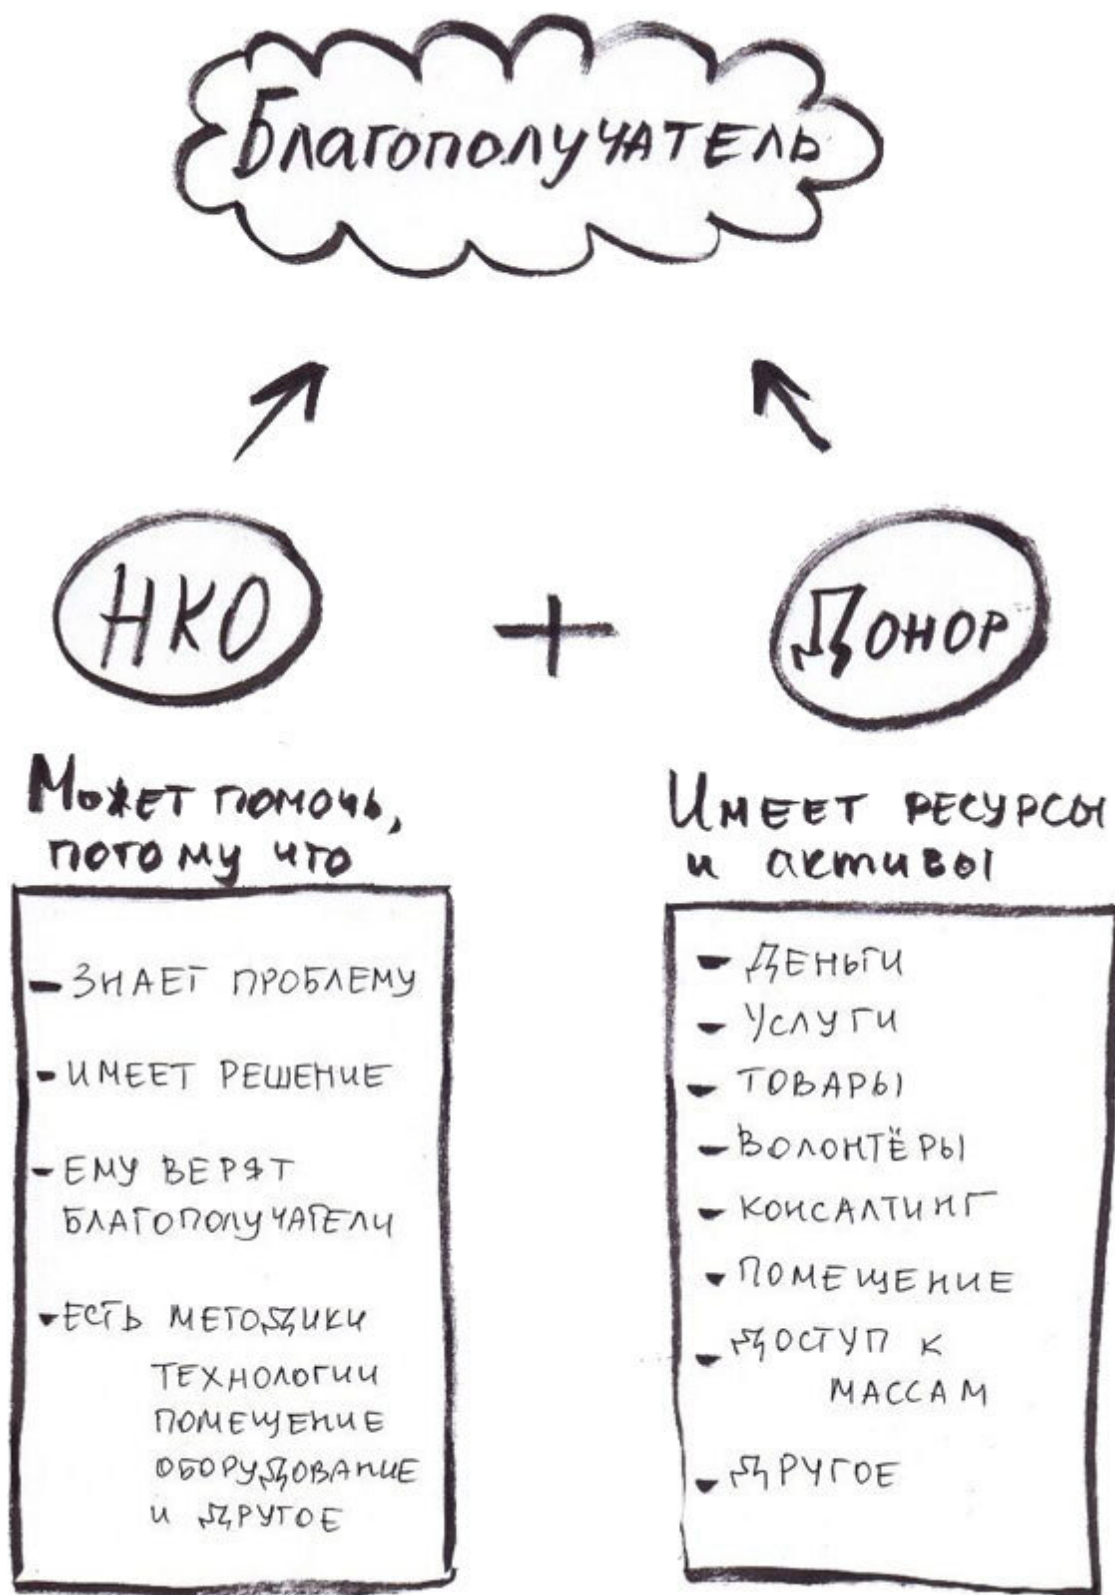 Благополучатель
НКО
+
Донор
Может помочь,
потому что
- ЗНАЕТ ПРОБЛЕМУ
- ИМЕЕТ РЕШЕНИЕ
- ЕМУ ВЕРЯТ
БЛАГОПОЛУЧАТЕЛИ
- ЕСТЬ МЕТОДИКИ
ТЕХНОЛОГИИ
ПОМЕЩЕНИЕ
ОБОРУДОВАНИЕ
И ДРУГОЕ
Имеет ресурсы
и активы
- ДЕНЬГИ
- УСЛУГИ
- ТОВАРЫ
- ВОЛОНТЁРЫ
- КОНСАЛТИНГ
- ПОМЕЩЕНИЕ
- ДОСТУП К
МАССАМ
- ДРУГОЕ